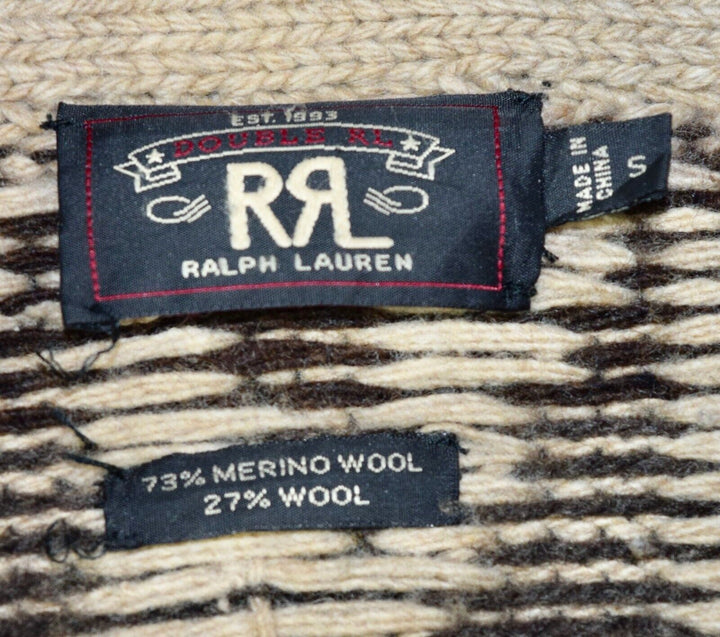 EST. 1993
DOUBLE RL
RRL
RALPH LAUREN
MADE IN
CHINA
S
73% MERINO WOOL
27% WOOL